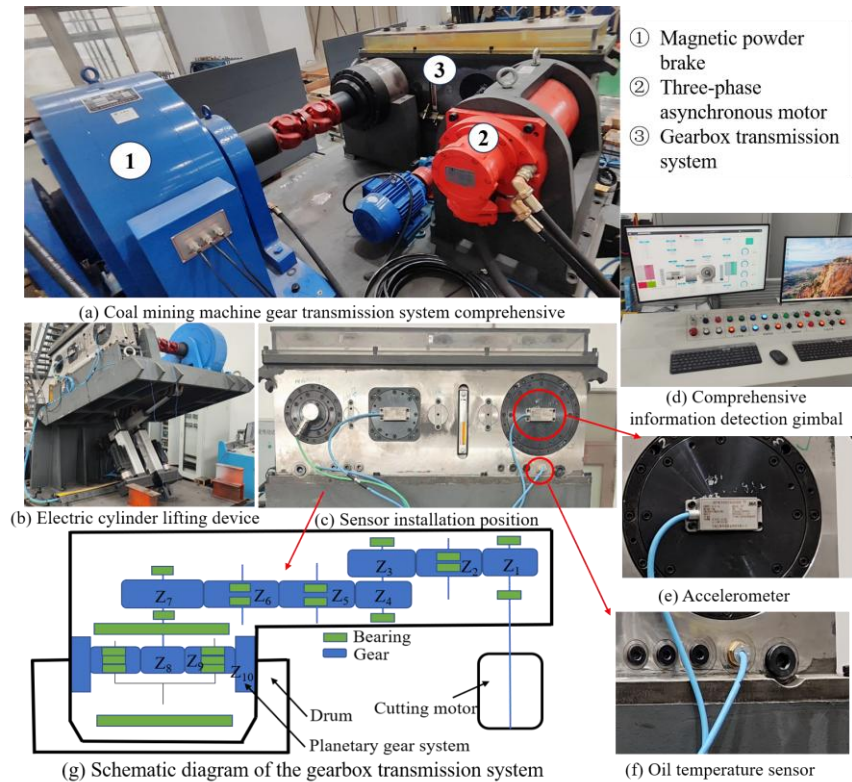 ① Magnetic powder
brake
② Three-phase
asynchronous motor
③ Gearbox transmission
system
1
2
3
(a) Coal mining machine gear transmission system comprehensive
(b) Electric cylinder lifting device
(c) Sensor installation position
(d) Comprehensive
information detection gimbal
(e) Accelerometer
(f) Oil temperature sensor
Z3
Z2
Z1
Z7
Z6
Z5
Z4
Bearing
Gear
Z8
Z9
Z10
Drum
Cutting motor
Planetary gear system
(g) Schematic diagram of the gearbox transmission system